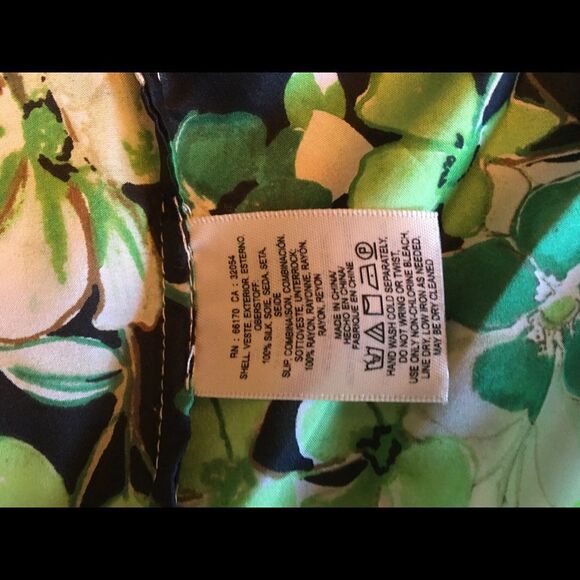 RN : 66170 CA : 32054
SHELL, VESTE, EXTERIOR, ESTERNO,
OBERSTOFF
100% SILK, SOIE, SEDA, SETA,
SEIDE
SLIP, COMBINAISON, COMBINACIÓN,
SOTTOVESTE, UNTERROCK,
100% RAYON, RAYONNE, RAYÓN,
RAION, REYON
MADE IN CHINA/
HECHO EN CHINA/
FABRIQUÉ EN CHINE
HAND WASH COLD SEPARATELY.
DO NOT WRING OR TWIST.
USE ONLY NON-CHLORINE BLEACH.
LINE DRY, LOW IRON AS NEEDED.
MAY BE DRY CLEANED